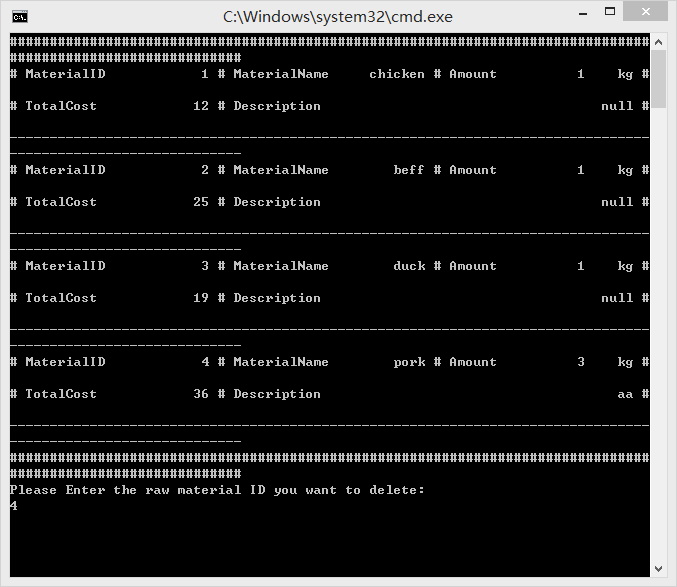 C:\Windows\system32\cmd.exe
################################################################################
#############################
# MaterialID            1 # MaterialName     chicken # Amount          1    kg #
# TotalCost            12 # Description                                   null #
--------------------------------------------------------------------------------
-----------------------------
# MaterialID            2 # MaterialName        beff # Amount          1    kg #
# TotalCost            25 # Description                                   null #
--------------------------------------------------------------------------------
-----------------------------
# MaterialID            3 # MaterialName        duck # Amount          1    kg #
# TotalCost            19 # Description                                   null #
--------------------------------------------------------------------------------
-----------------------------
# MaterialID            4 # MaterialName        pork # Amount          3    kg #
# TotalCost            36 # Description                                     aa #
--------------------------------------------------------------------------------
-----------------------------
################################################################################
#############################
Please Enter the raw material ID you want to delete:
4